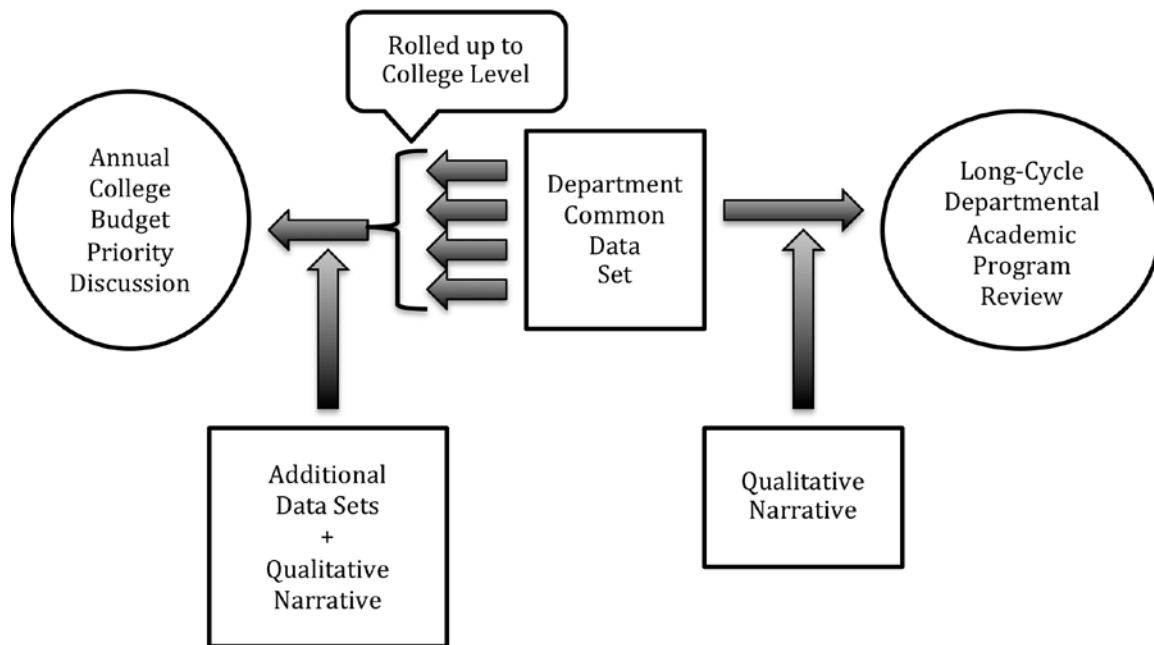 Rolled up to
College Level
Annual
College
Budget
Priority
Discussion
Department
Common
Data
Set
Long-Cycle
Departmental
Academic
Program
Review
Additional
Data Sets
+
Qualitative
Narrative
Qualitative
Narrative